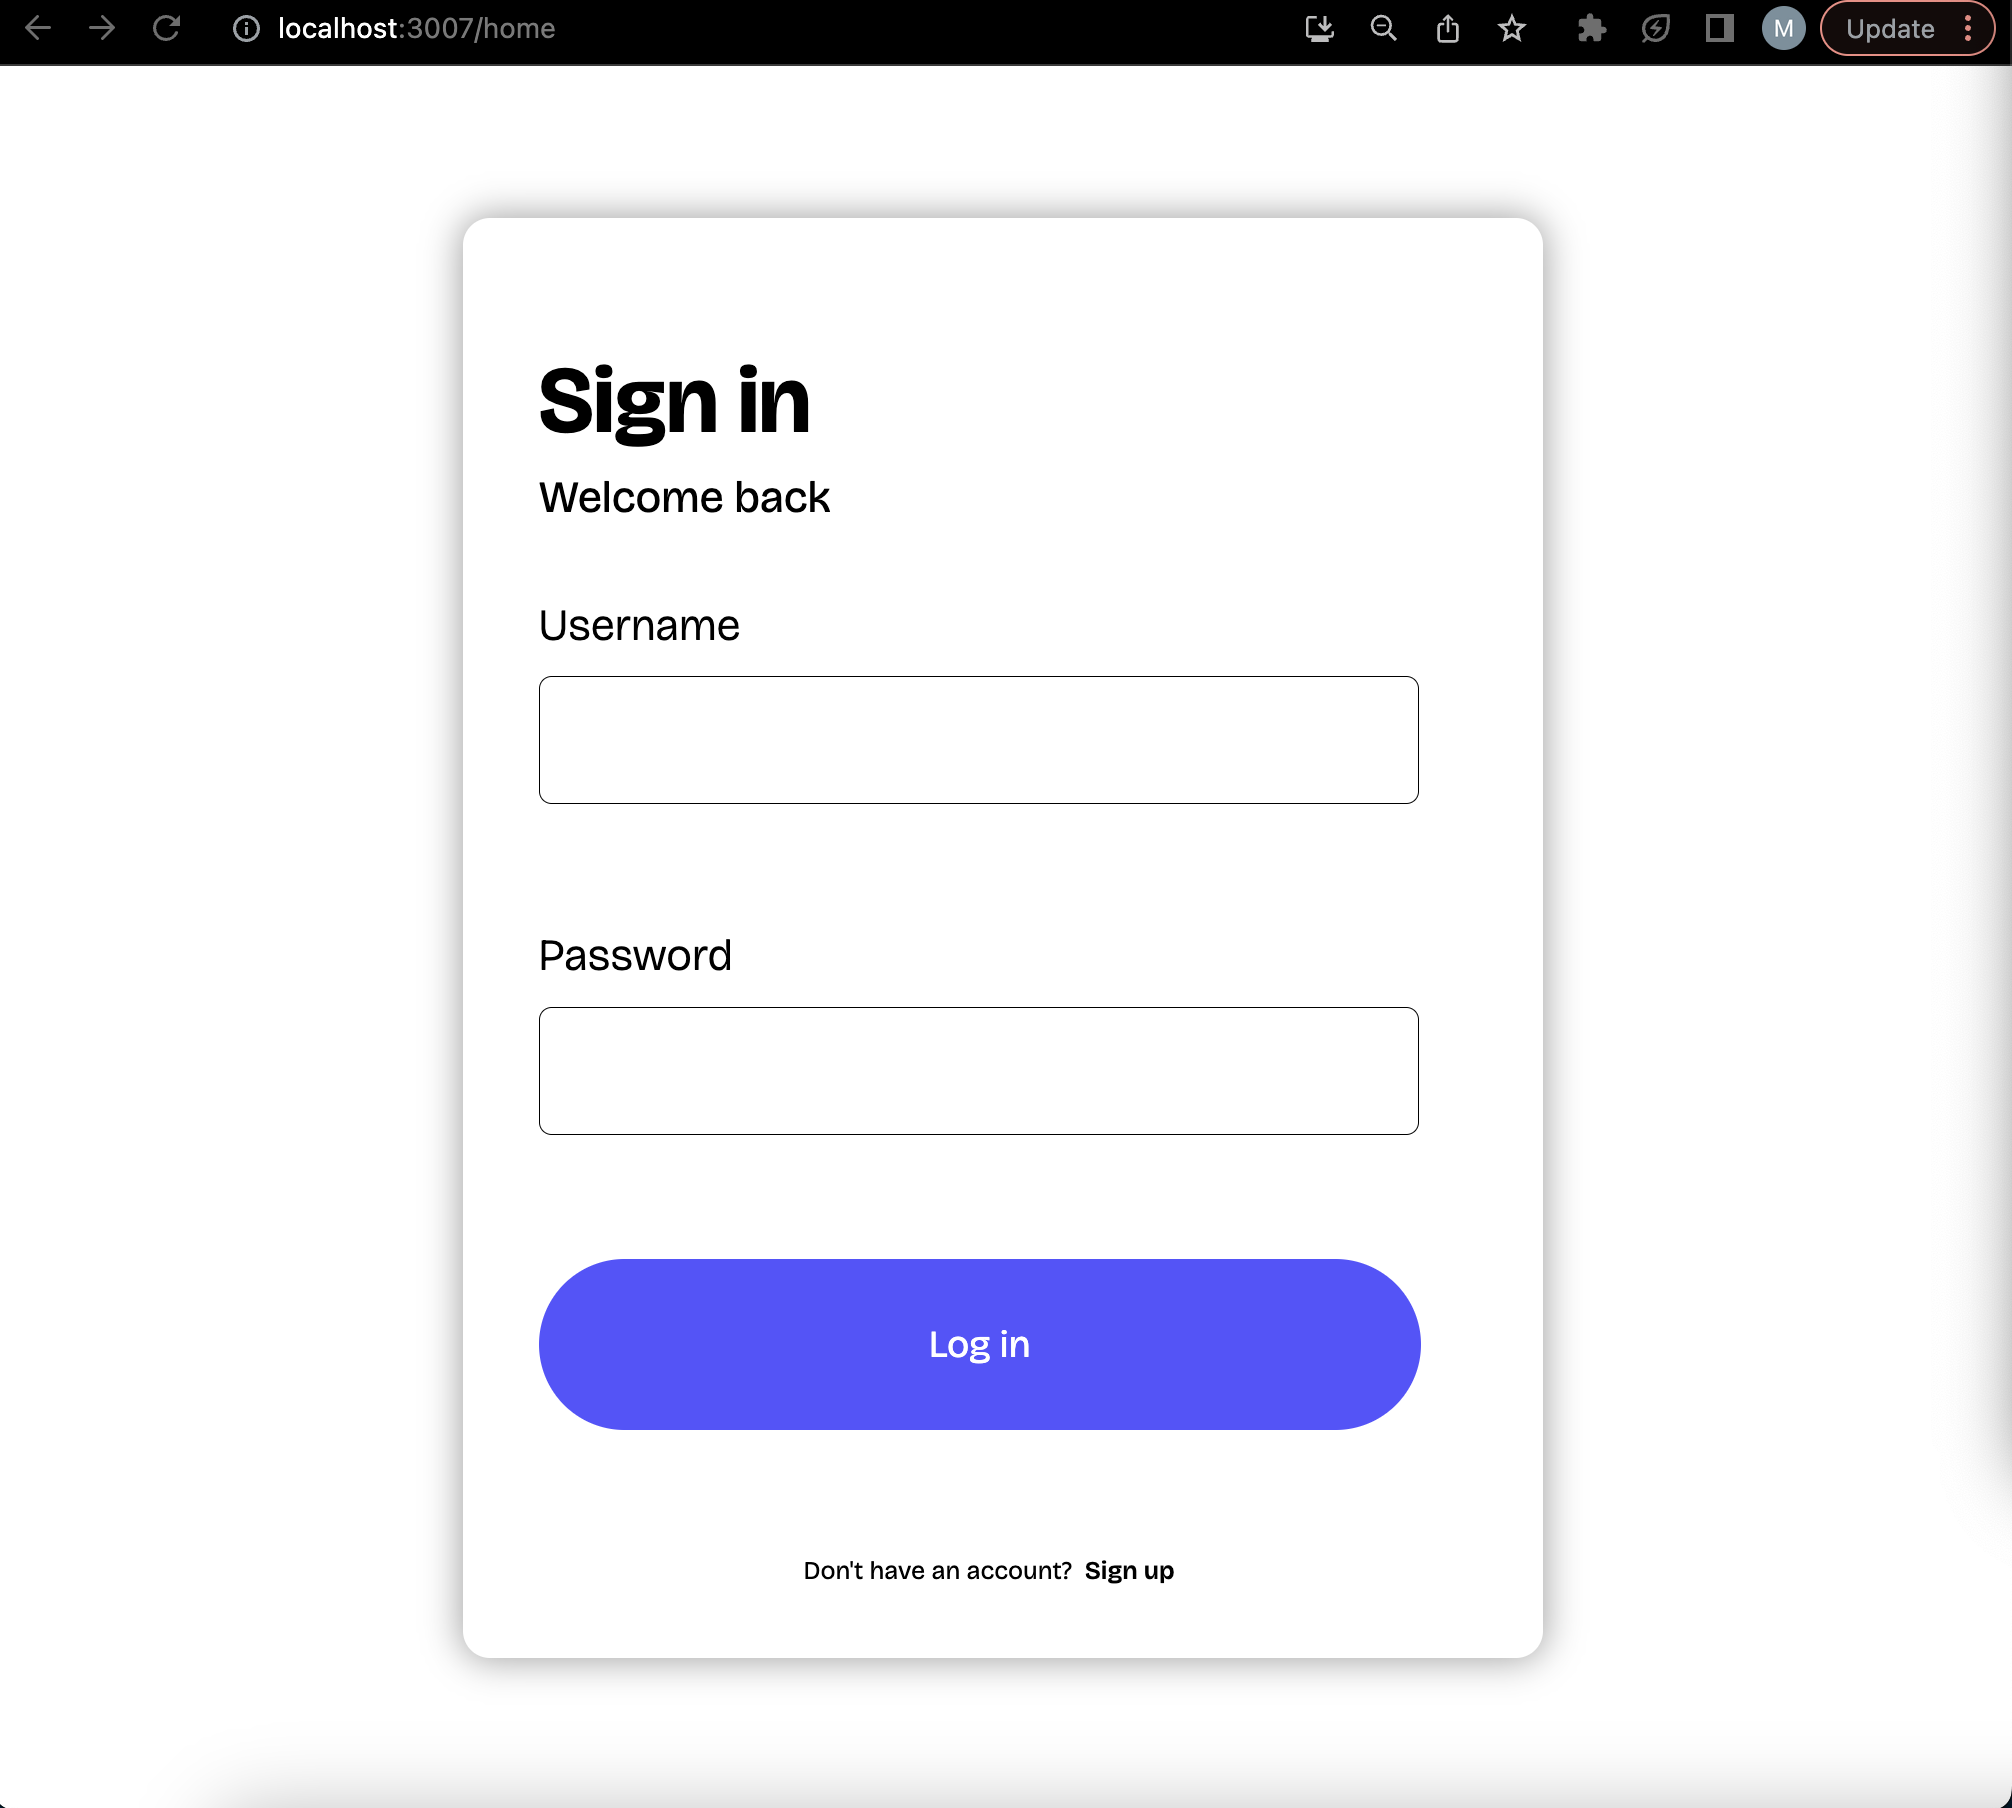 localhost:3007/home
M
Update
Sign in
Welcome back
Username
Password
Log in
Don't have an account? Sign up